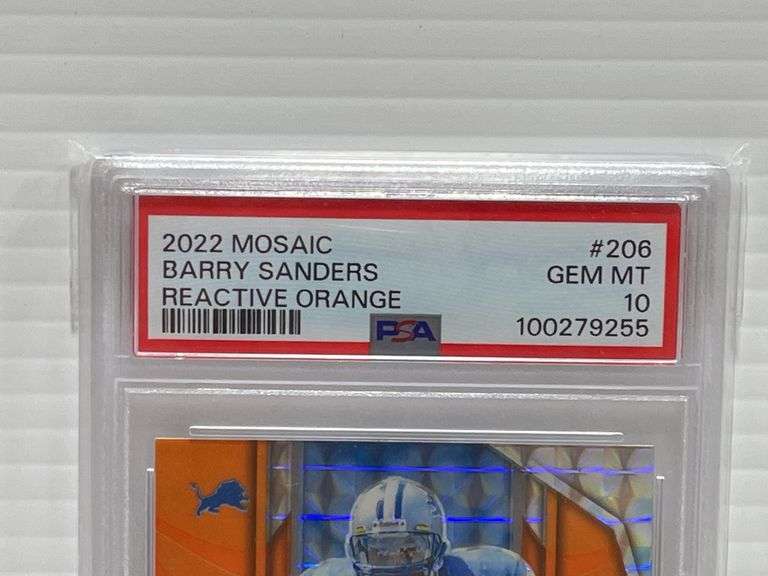 2022 MOSAIC
BARRY SANDERS
REACTIVE ORANGE
#206
GEM MT
10
100279255
PSA